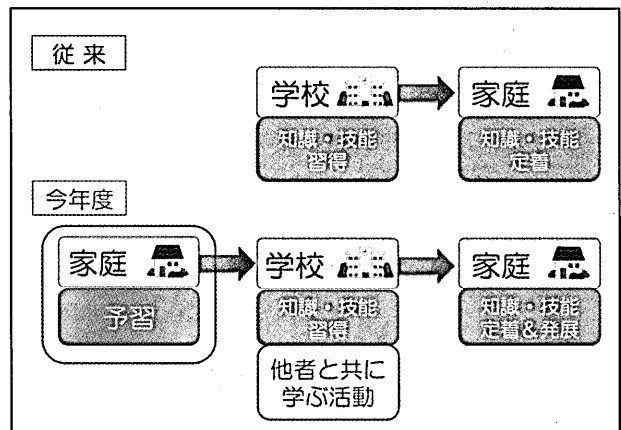 従来
学校
家庭
知識・技能
習得
知識・技能
定着
今年度
家庭
学校
家庭
予習
知識・技能
習得
知識・技能
定着&発展
他者と共に
学ぶ活動